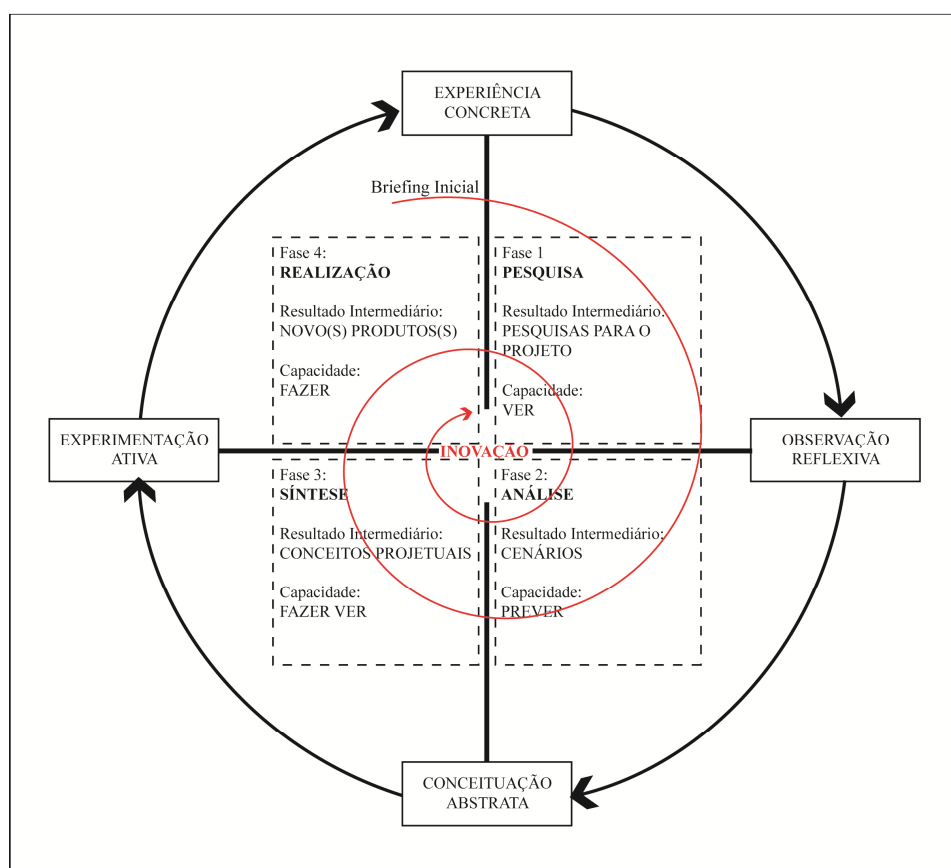 EXPERIÊNCIA
CONCRETA
Briefing Inicial
Fase 4:
REALIZAÇÃO
Resultado Intermediário:
NOVO(S) PRODUTOS(S)
Capacidade:
FAZER
Fase 1
PESQUISA
Resultado Intermediário:
PESQUISAS PARA O
PROJETO
Capacidade:
VER
EXPERIMENTAÇÃO
ATIVA
INOVAÇÃO
OBSERVAÇÃO
REFLEXIVA
Fase 3:
SÍNTESE
Resultado Intermediário:
CONCEITOS PROJETUAIS
Capacidade:
FAZER VER
Fase 2:
ANÁLISE
Resultado Intermediário:
CENÁRIOS
Capacidade:
PREVER
CONCEITUAÇÃO
ABSTRATA